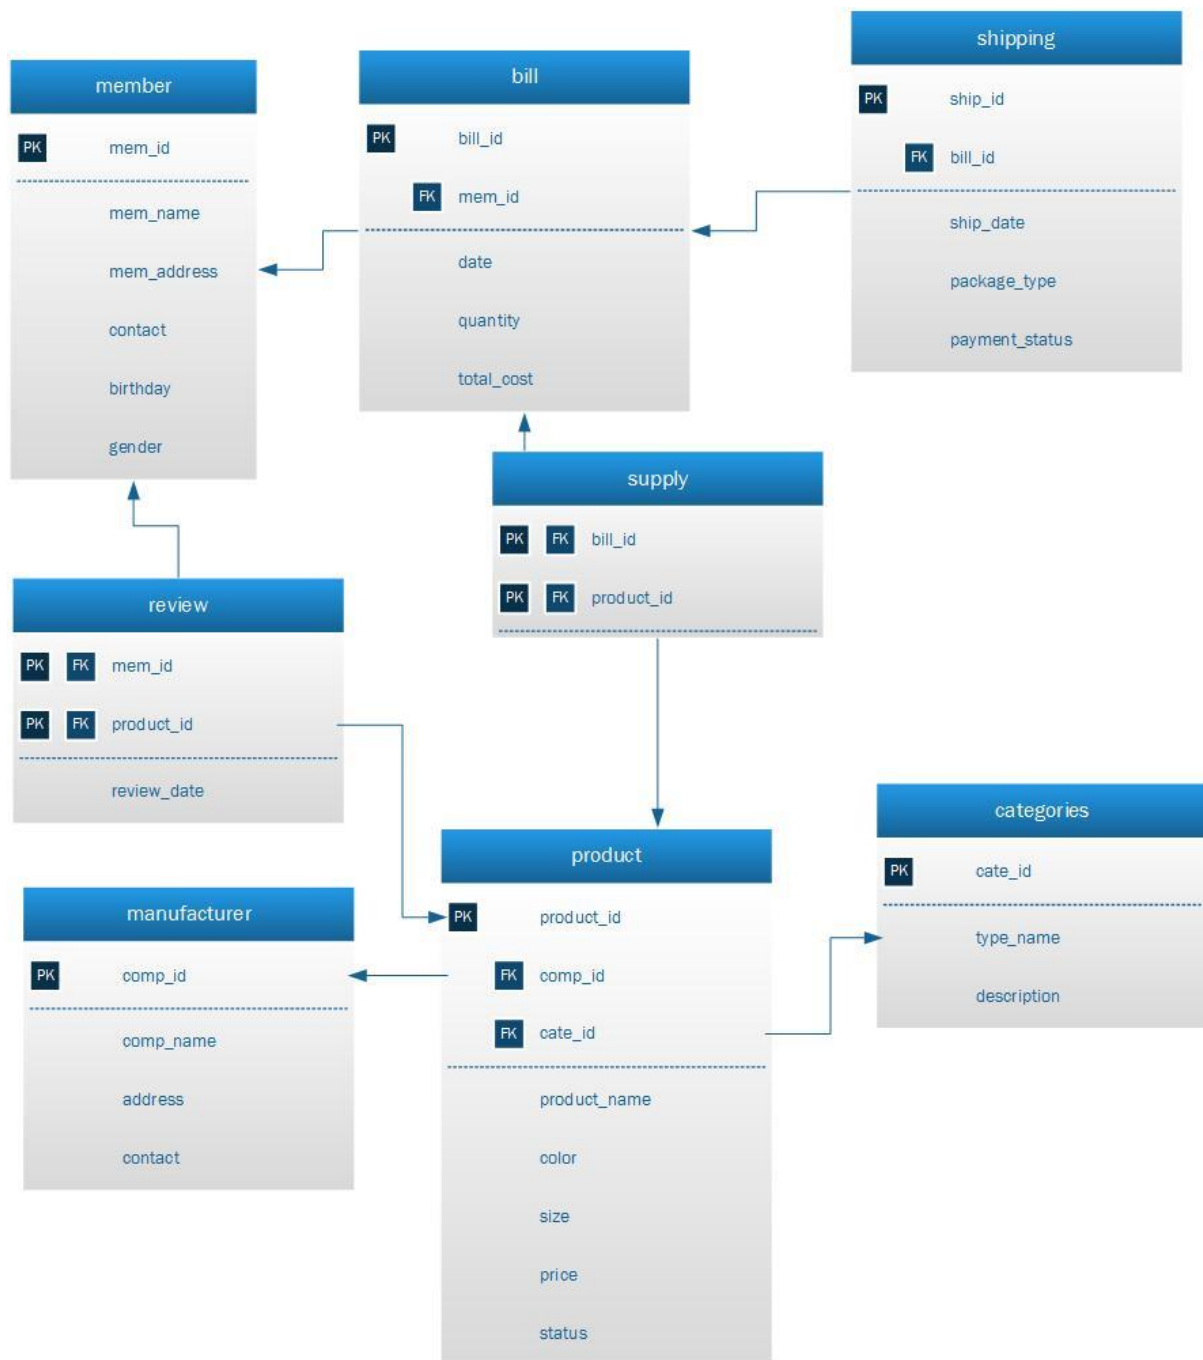 member
PK mem_id
mem_name
mem_address
contact
birthday
gender
bill
PK bill_id
FK mem_id
date
quantity
total_cost
shipping
PK ship_id
FK bill_id
ship_date
package_type
payment_status
supply
PK FK bill_id
PK FK product_id
review
PK FK mem_id
PK FK product_id
review_date
manufacturer
PK comp_id
comp_name
address
contact
product
PK product_id
FK comp_id
FK cate_id
product_name
color
size
price
status
categories
PK cate_id
type_name
description